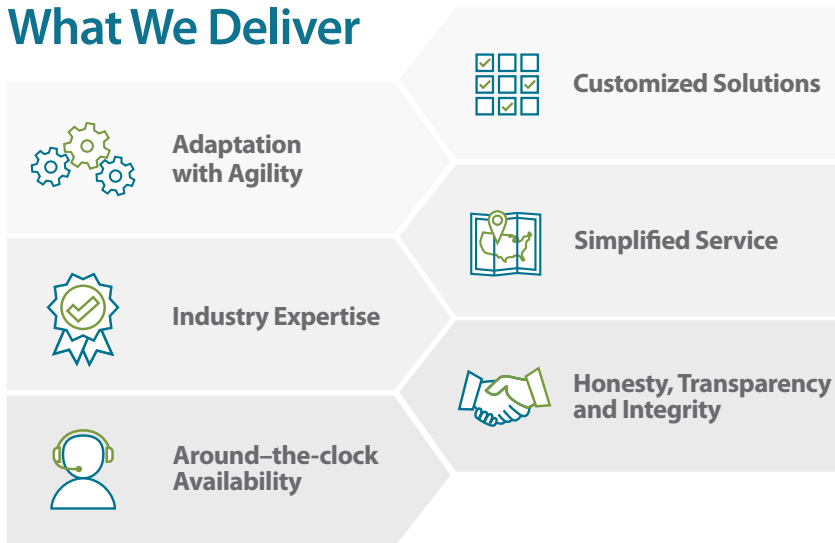 What We Deliver
Adaptation
with Agility
Industry Expertise
Around–the-clock
Availability
Customized Solutions
Simplified Service
Honesty, Transparency
and Integrity